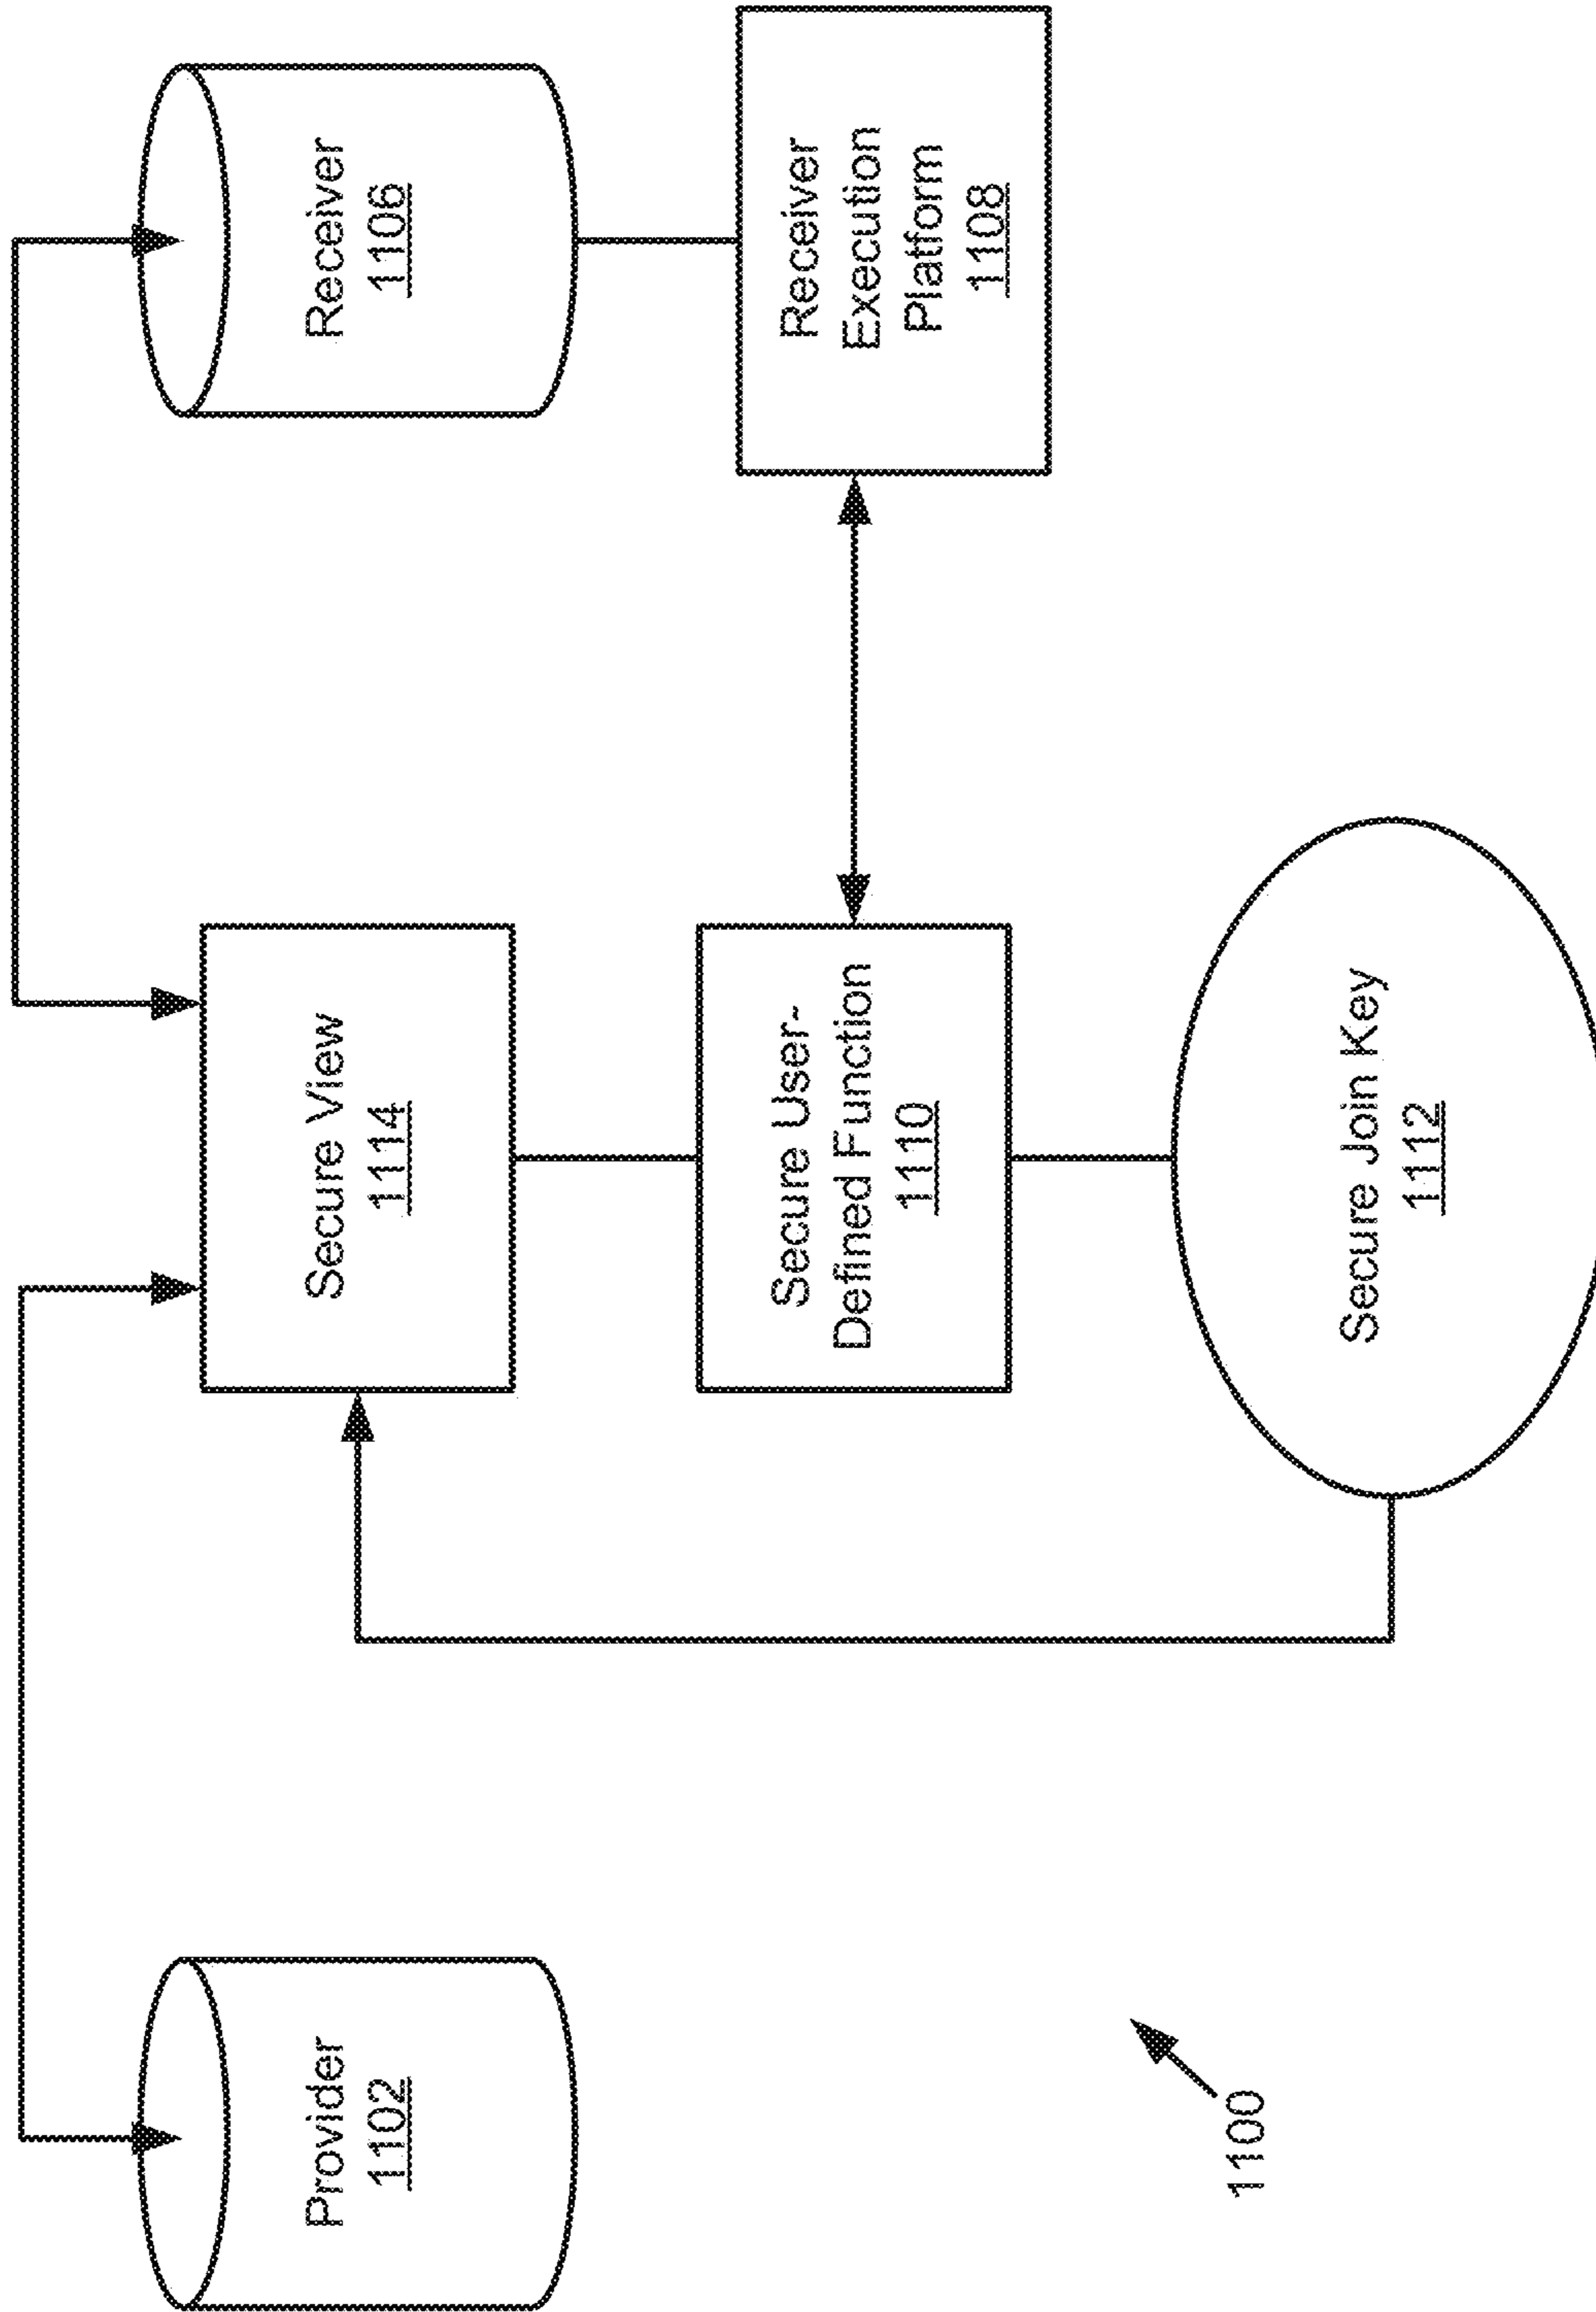 Provider
1102
Secure View
1114
Receiver
1106
Secure User-
Defined Function
1110
Receiver
Execution
Platform
1108
Secure Join Key
1112
1100